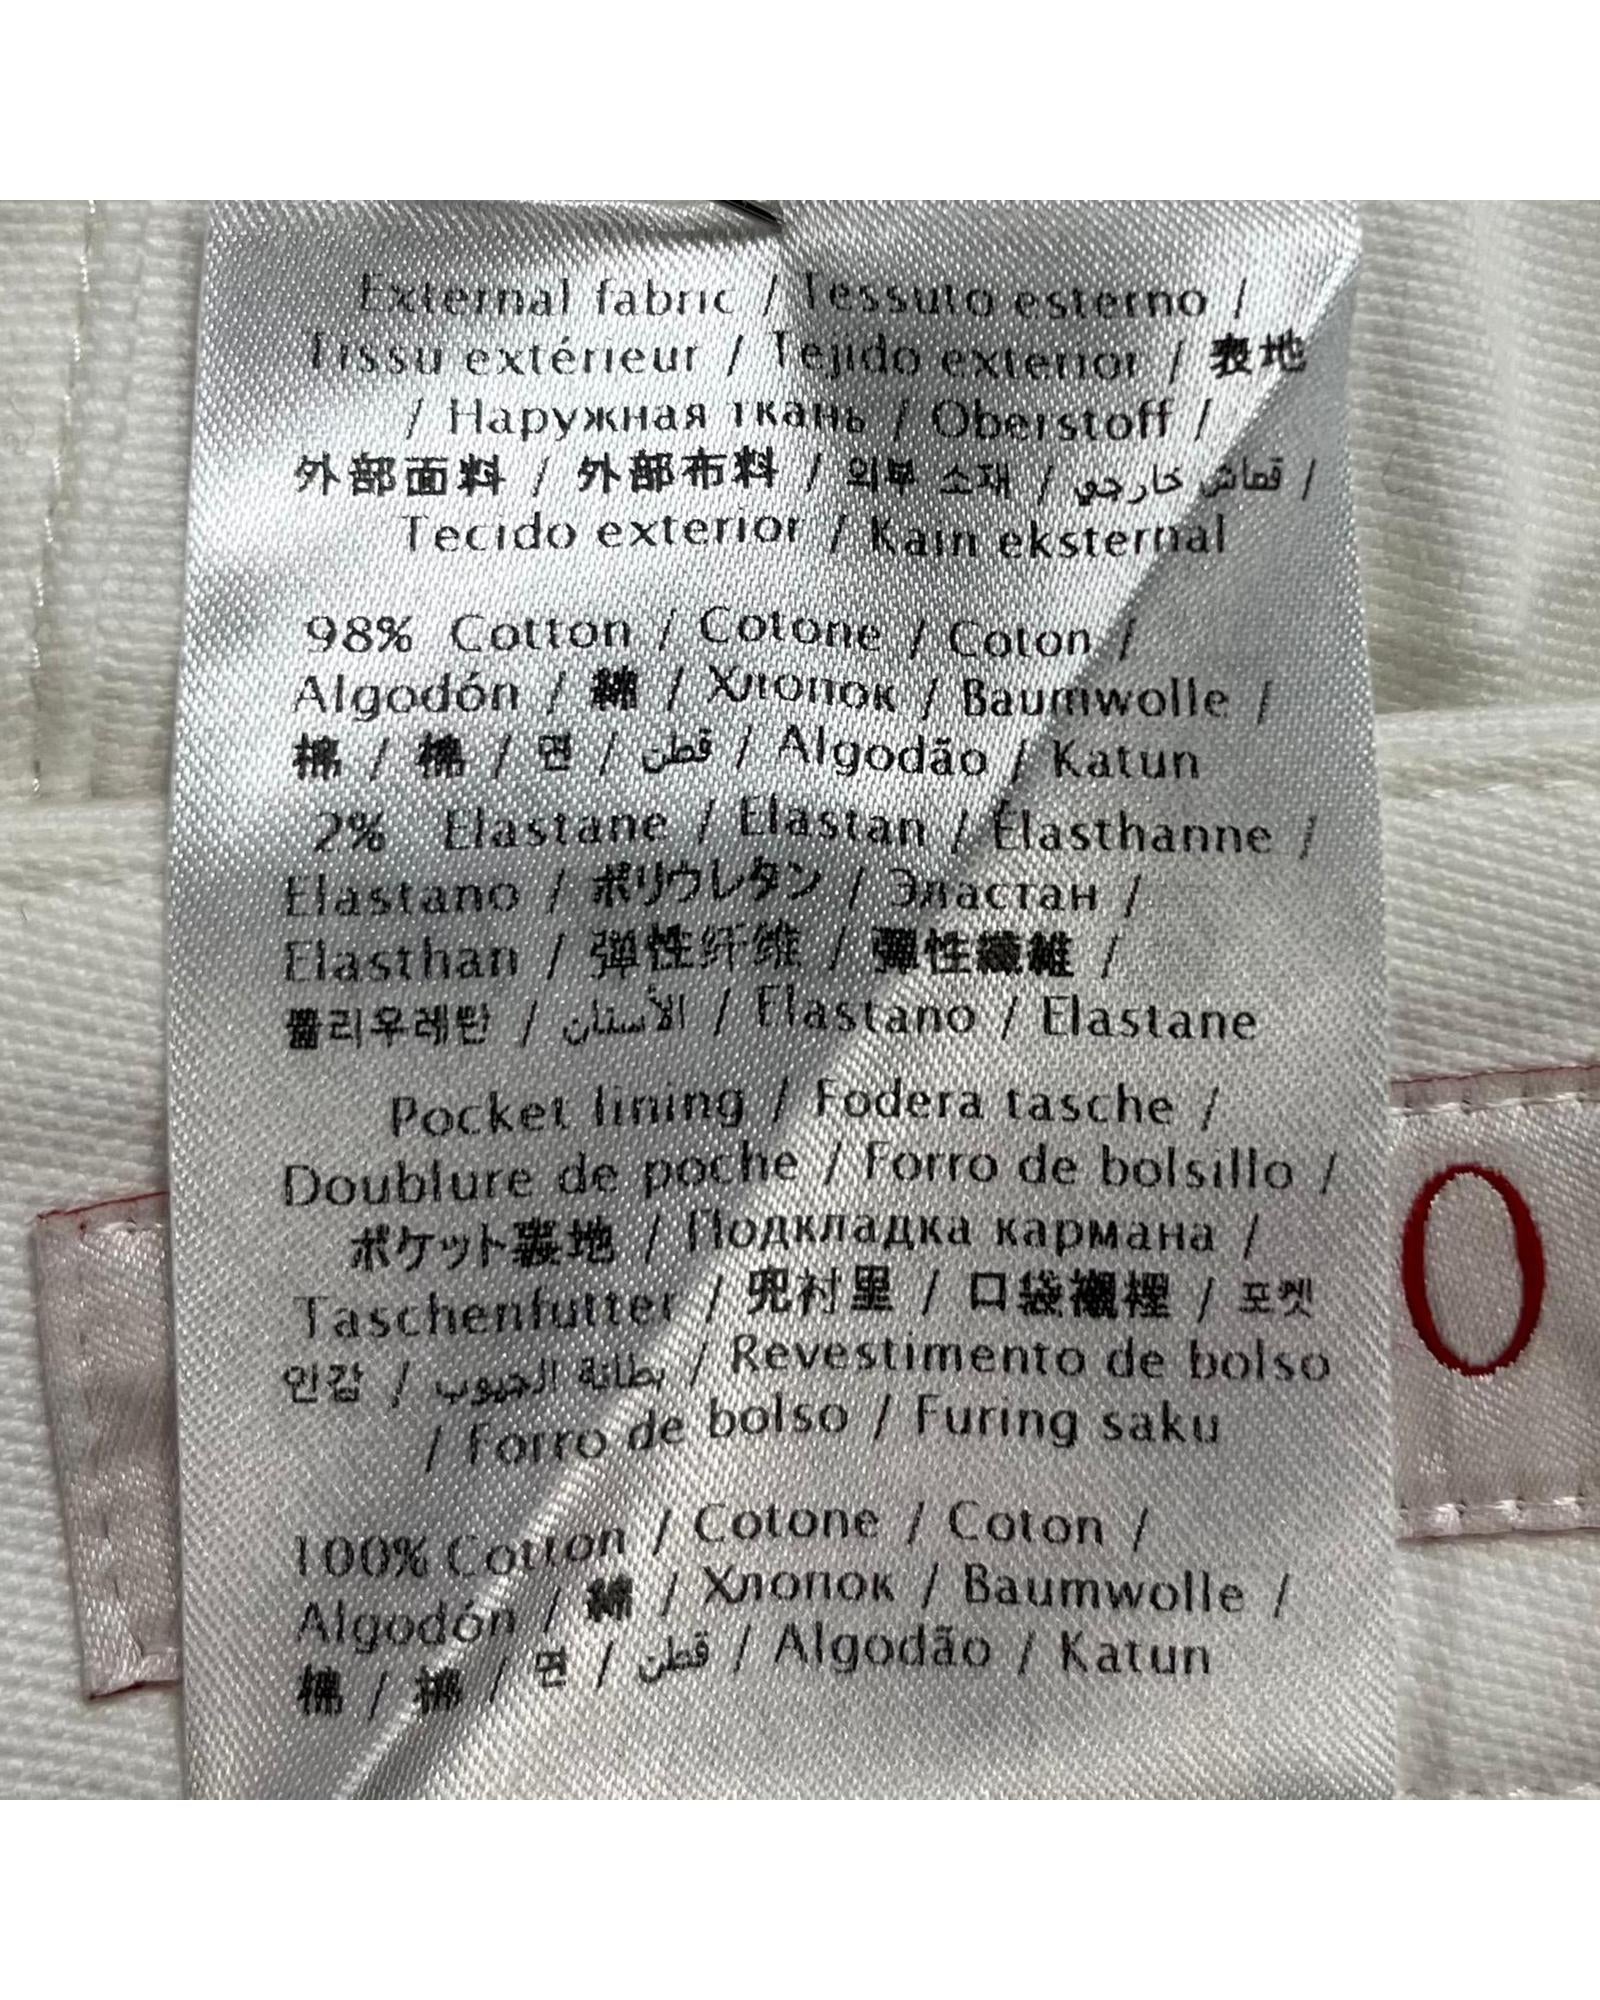 External fabric / Tessuto esterno /
Tissu extérieur / Tejido exterior / 表地
/ Наружная ткань / Oberstoff /
外部面料 / 外部布料 / 외부 소재 / قماش خارجي /
Tecido exterior / Kain eksternal
98% Cotton / Cotone / Coton /
Algodón / 綿 / Хлопок / Baumwolle /
棉 / 棉 / 면 / قطن / Algodão / Katun
2% Elastane / Elastan / Élasthanne /
Elastano / ポリウレタン / Эластан /
Elasthan / 弹性纤维 / 彈性纖維 /
폴리우레탄 / الأستان / Elastano / Elastane
Pocket lining / Fodera tasche /
Doublure de poche / Forro de bolsillo /
ポケット裏地 / Подкладка кармана /
Taschenfutter / 兜衬里 / 口袋襯裡 / 포켓
안감 / بطانة الجيوب / Revestimento de bolso
/ Forro de bolso / Furing saku
100% Cotton / Cotone / Coton /
Algodón / 綿 / Хлопок / Baumwolle /
棉 / 棉 / 면 / قطن / Algodão / Katun
O